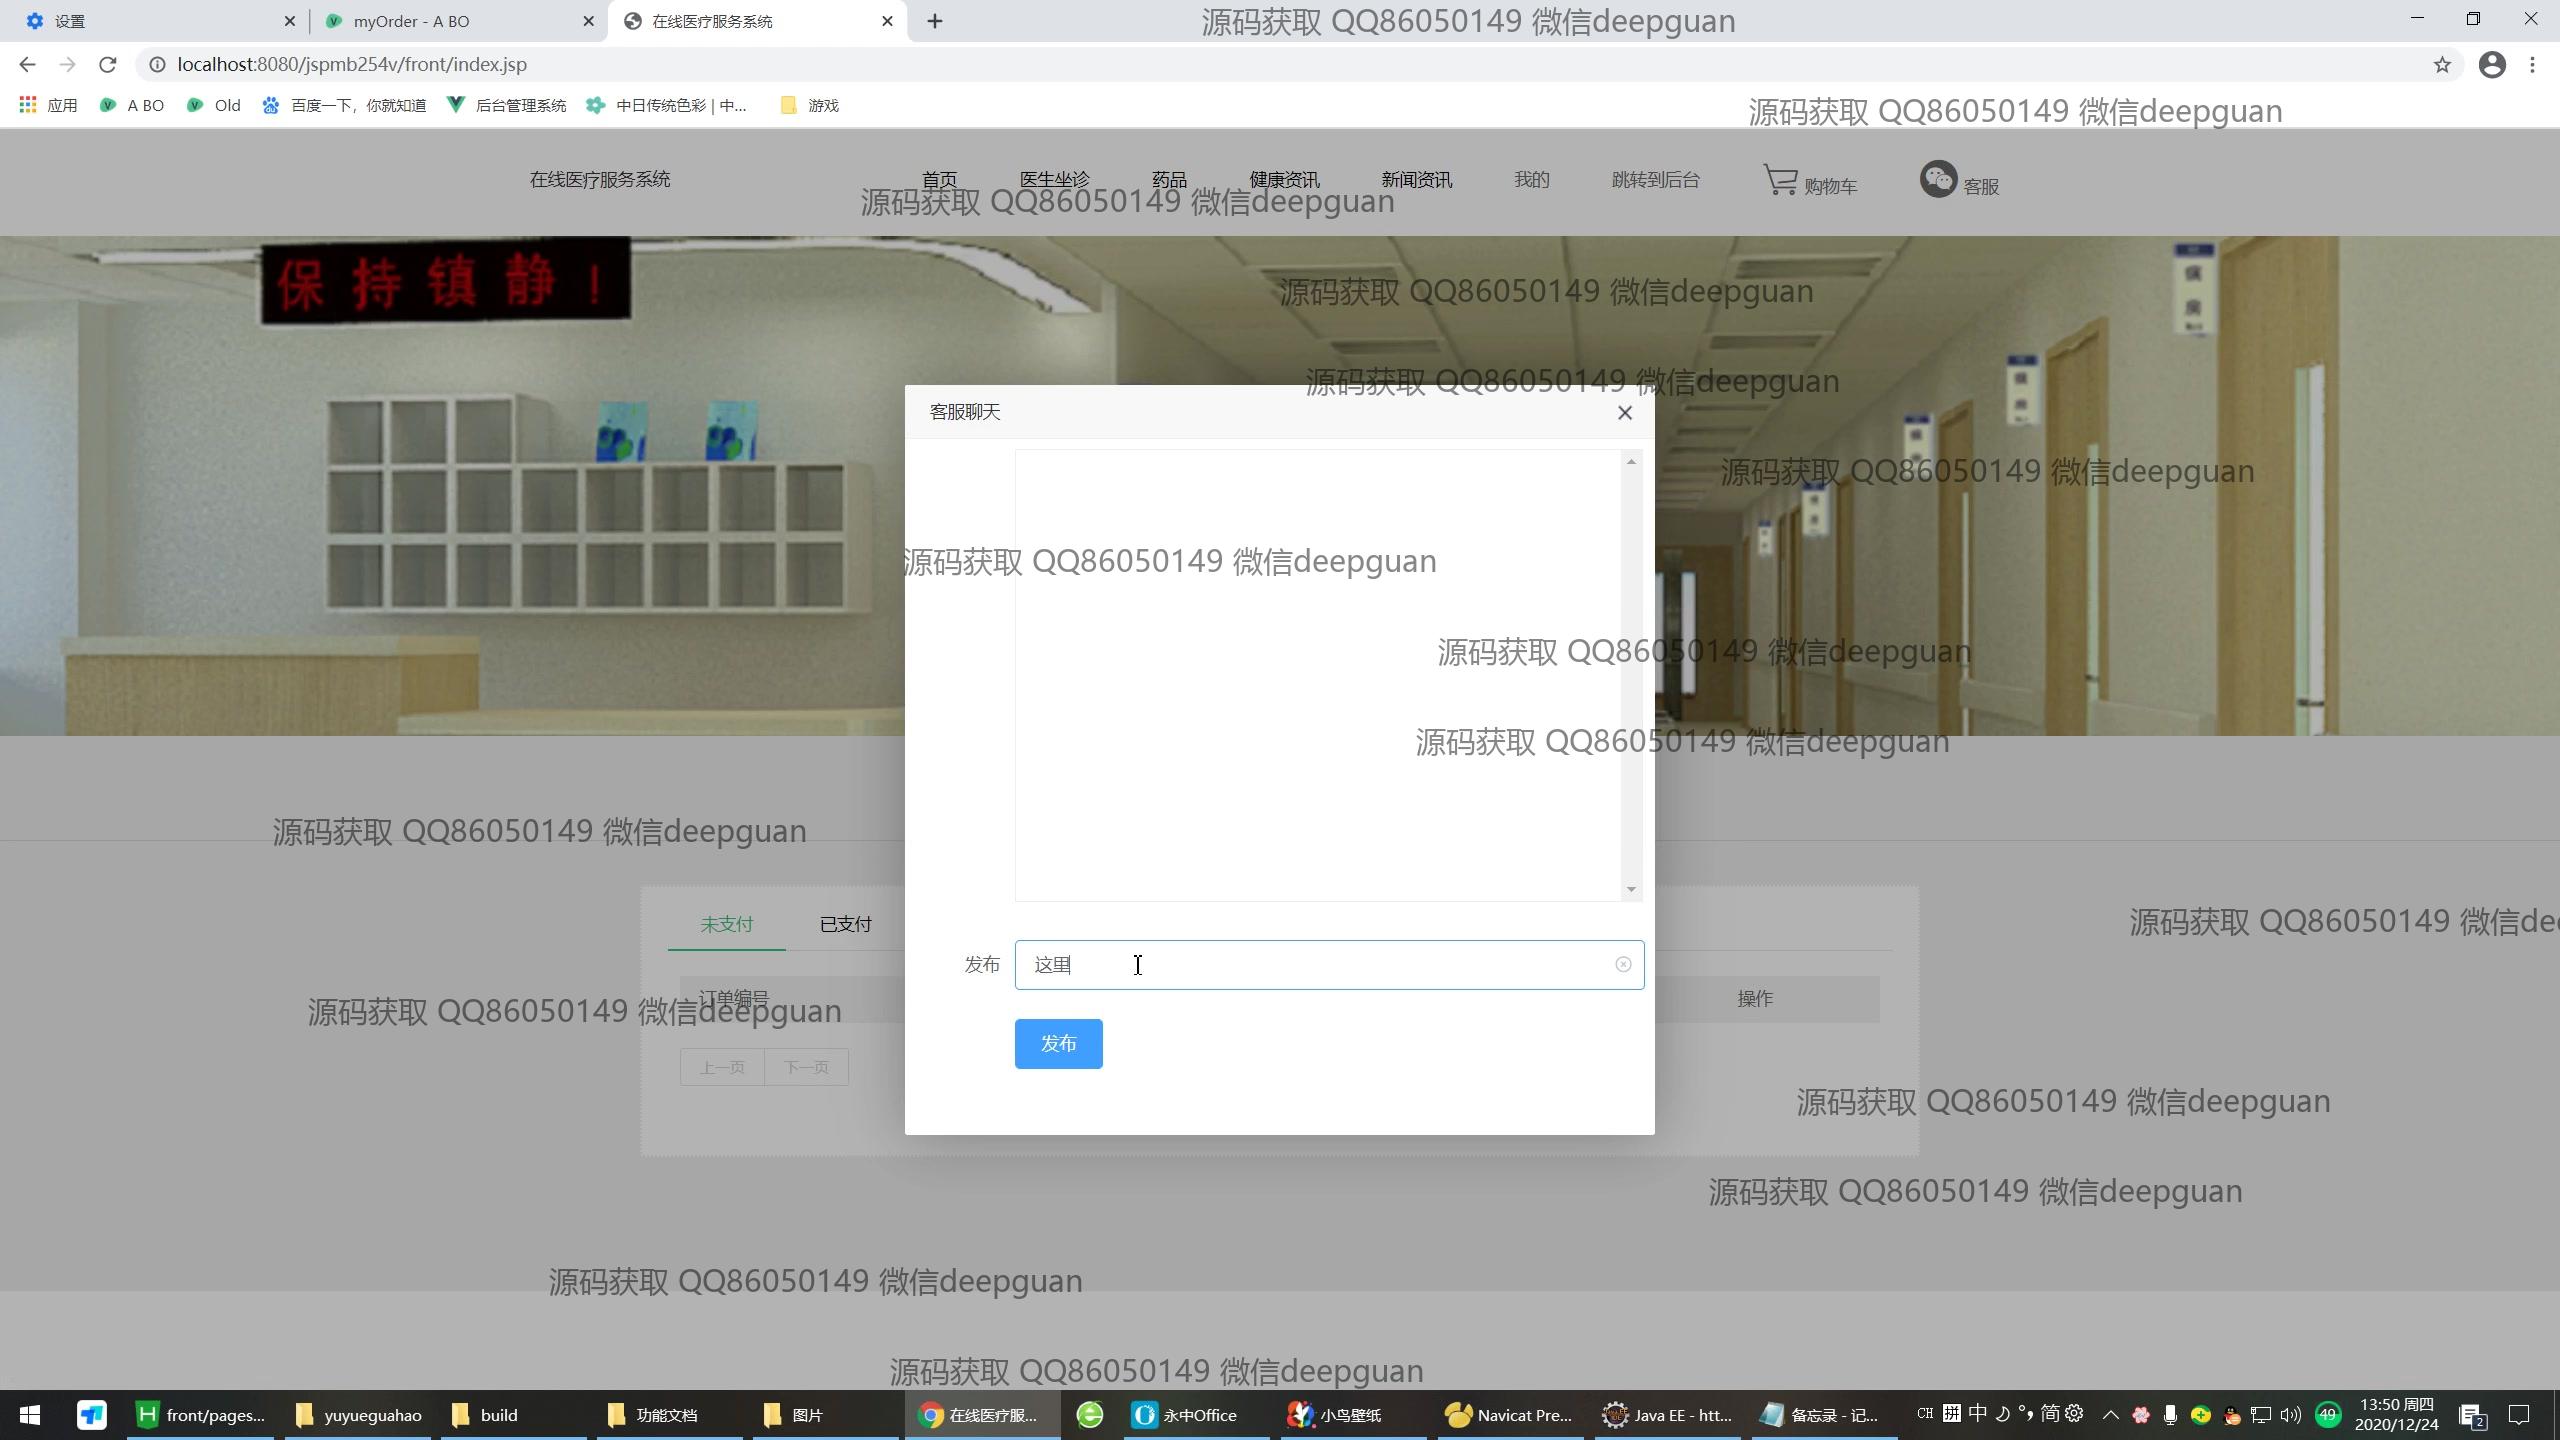 设置
myOrder - A BO
在线医疗服务系统
源码获取 QQ86050149 微信deepguan
localhost:8080/jspmb254v/front/index.jsp
应用
A BO
Old
百度一下，你就知道
后台管理系统
中日传统色彩 | 中...
游戏
源码获取 QQ86050149 微信deepguan
在线医疗服务系统
首页
医生坐诊
药品
健康资讯
新闻资讯
我的
跳转到后台
购物车
客服
源码获取 QQ86050149 微信deepguan
保持镇静！
源码获取 QQ86050149 微信deepguan
源码获取 QQ86050149 微信deepguan
客服聊天
源码获取 QQ86050149 微信deepguan
源码获取 QQ86050149 微信deepguan
源码获取 QQ86050149 微信deepguan
源码获取 QQ86050149 微信deepguan
源码获取 QQ86050149 微信deepguan
未支付
已支付
源码获取 QQ86050149 微信dee
发布
这里
订单编号
操作
源码获取 QQ86050149 微信deepguan
发布
上一页
下一页
源码获取 QQ86050149 微信deepguan
源码获取 QQ86050149 微信deepguan
源码获取 QQ86050149 微信deepguan
源码获取 QQ86050149 微信deepguan
front/pages...
yuyueguahao
build
功能文档
图片
在线医疗服...
永中Office
小鸟壁纸
Navicat Pre...
Java EE - htt...
备忘录 - 记...
CH
拼
中
简
49
13:50 周四
2020/12/24
2